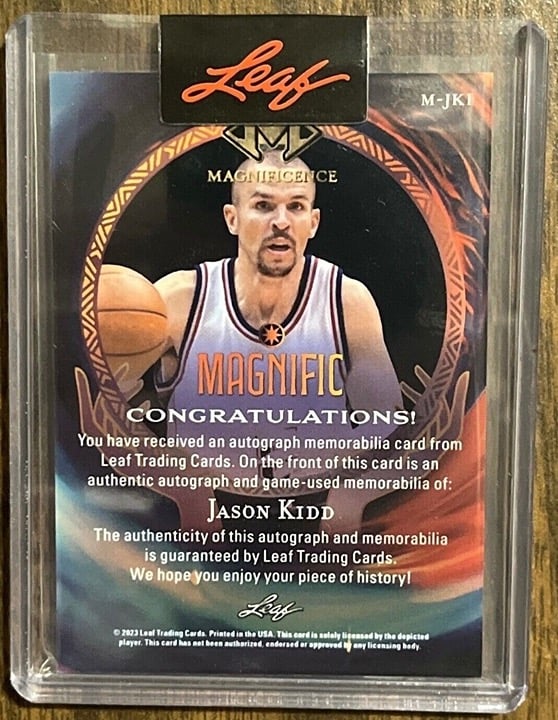 Leaf
M-JK1
M
MAGNIFICENCE
MAGNIFIC
CONGRATULATIONS!
You have received an autograph memorabilia card from
Leaf Trading Cards. On the front of this card is an
authentic autograph and game-used memorabilia of:
JASON KIDD
The authenticity of this autograph and memorabilia
is guaranteed by Leaf Trading Cards.
We hope you enjoy your piece of history!
Leaf
© 2023 Leaf Trading Cards. Printed in the USA. This card is solely licensed by the depicted
player. This card has not been authorized, endorsed or approved by any licensing body.